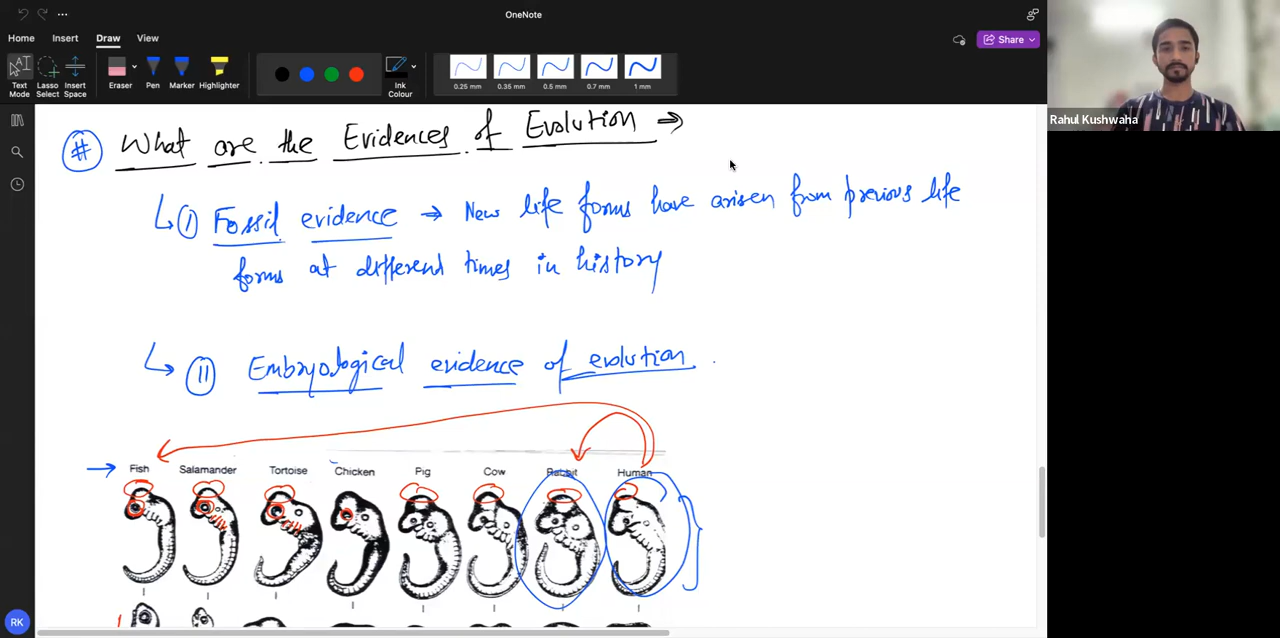 OneNote
Home Insert Draw View
Share
Text Mode
Lasso Select
Insert Space
Eraser
Pen
Marker
Highlighter
Ink Colour
0.25 mm 0.35 mm 0.5 mm 0.7 mm 1 mm
Rahul Kushwaha
# What are the Evidences of Evolution →
I Fossil evidence → New life forms have arisen from previous life
forms at different times in history
II Embryological evidence of evolution
Fish Salamander Tortoise Chicken Pig Cow Rabbit Human
I I I I I I I I
RK